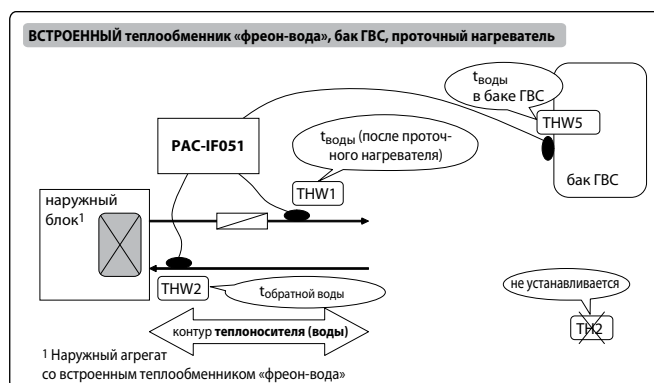 ВСТРОЕННЫЙ теплообменник «фреон-вода», бак ГВС, проточный нагреватель
tводы
в баке ГВС
THW5
PAC-IF051
tводы (после проточ-
ного нагревателя)
THW1
бак ГВС
наружный
блок1
THW2
tобратной воды
не устанавливается
TH2
контур теплоносителя (воды)
1 Наружный агрегат
со встроенным теплообменником «фреон-вода»